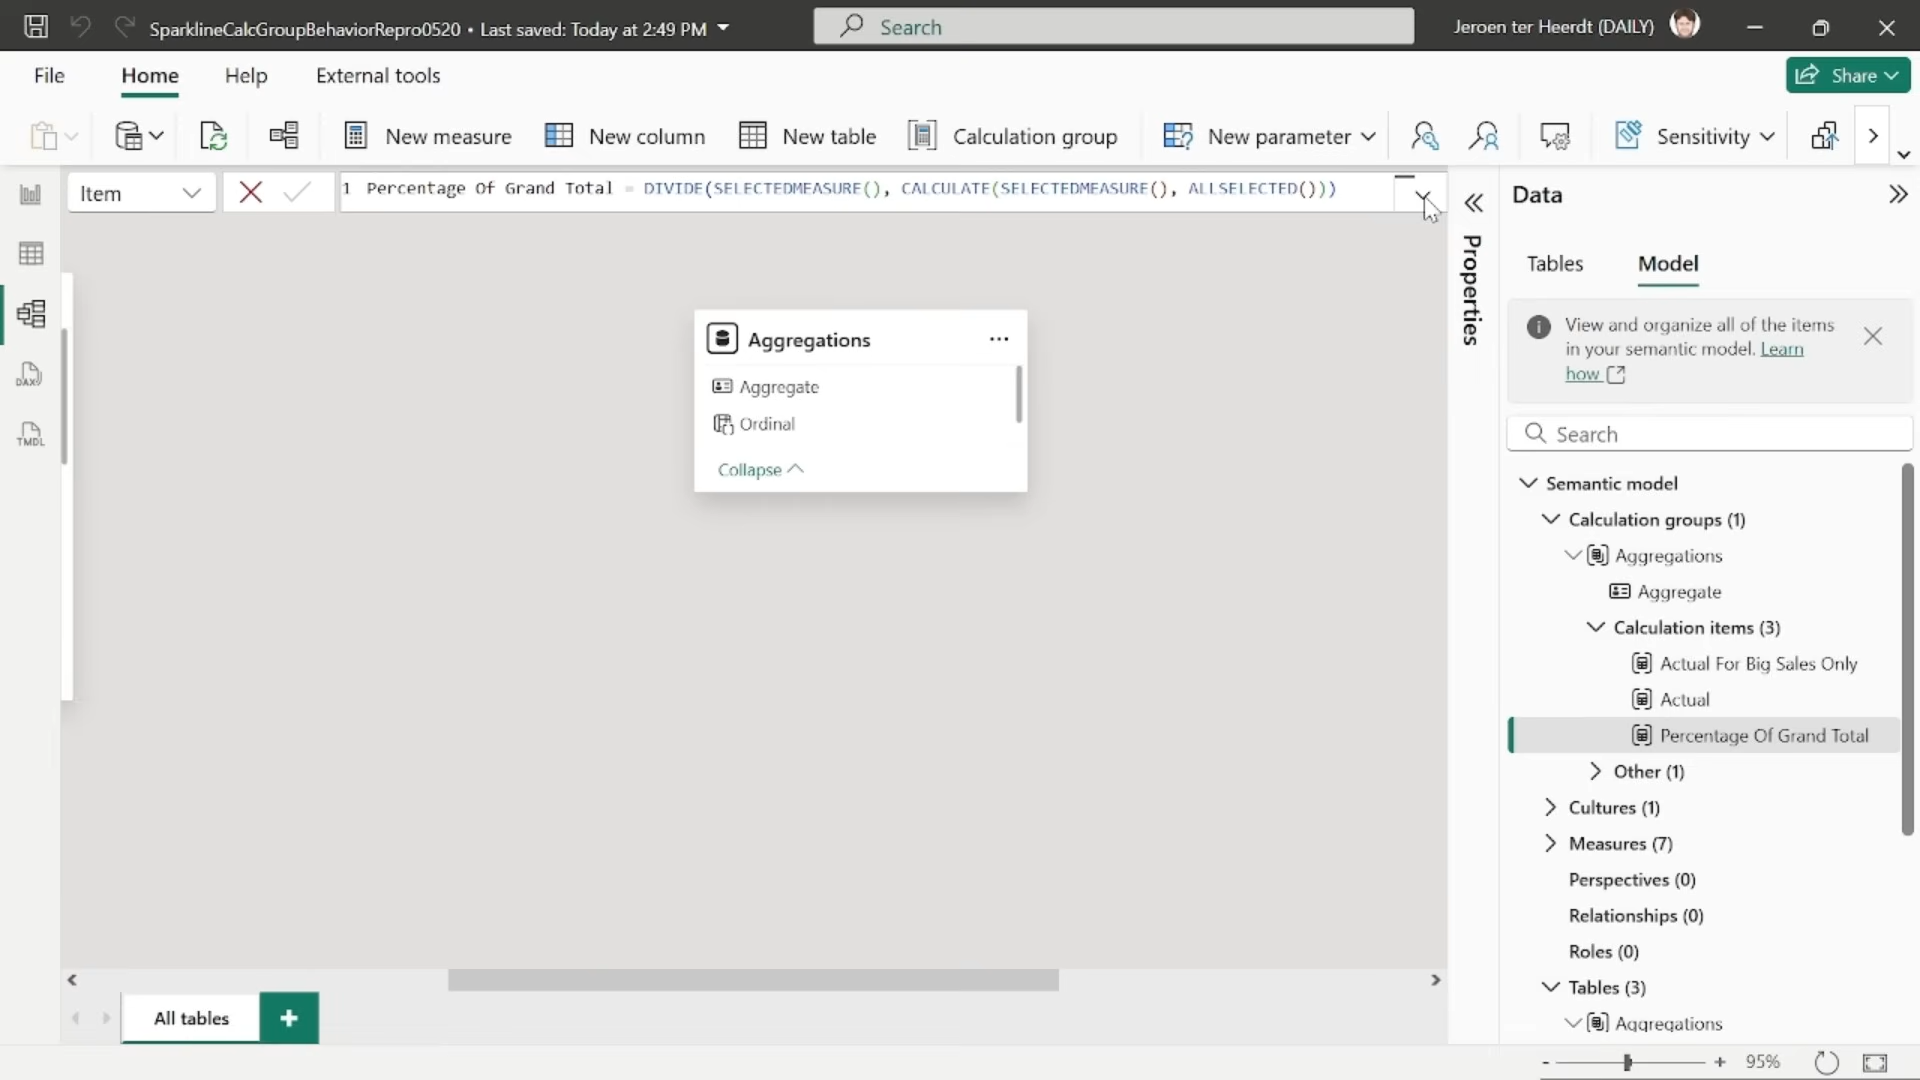 SparklineCalcGroupBehaviorRepro0520 • Last saved: Today at 2:49 PM
Search
Jeroen ter Heerdt (DAILY)
File
Home
Help
External tools
Share
New measure
New column
New table
Calculation group
New parameter
Sensitivity
Item
1 Percentage Of Grand Total = DIVIDE(SELECTEDMEASURE(), CALCULATE(SELECTEDMEASURE(), ALLSELECTED()))
DAX
TMDL
Aggregations
Aggregate
Ordinal
Collapse
Properties
Data
Tables
Model
View and organize all of the items
in your semantic model. Learn
how
Search
Semantic model
Calculation groups (1)
Aggregations
Aggregate
Calculation items (3)
Actual For Big Sales Only
Actual
Percentage Of Grand Total
Other (1)
Cultures (1)
Measures (7)
Perspectives (0)
Relationships (0)
Roles (0)
Tables (3)
Aggregations
All tables
+
- + 95%